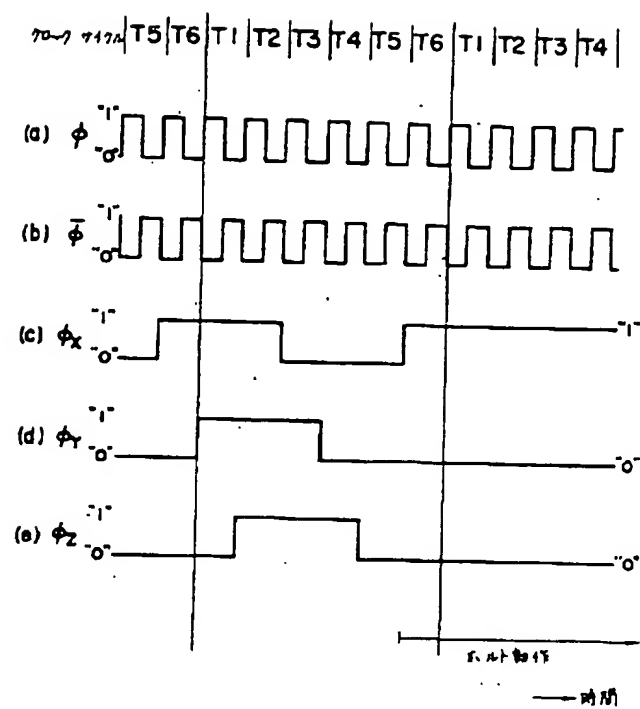 クロック サイクル |T5|T6|T1|T2|T3|T4|T5|T6|T1|T2|T3|T4|
(a) φ "1" "0"
(b) φ̄ "1" "0"
(c) φX "1" "0" "1"
(d) φY "1" "0" "0"
(e) φZ "1" "0" "0"
ホルト動作
→ 時間